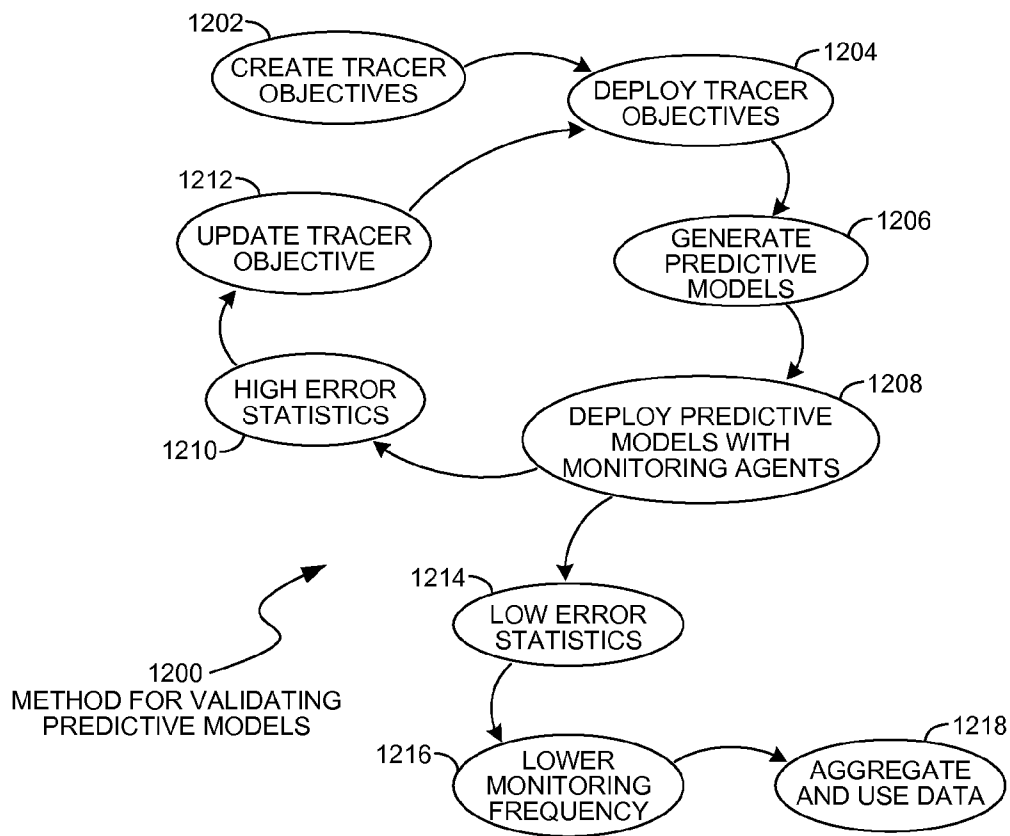 1202
CREATE TRACER
OBJECTIVES
1204
DEPLOY TRACER
OBJECTIVES
1212
UPDATE TRACER
OBJECTIVE
1206
GENERATE
PREDICTIVE
MODELS
HIGH ERROR
STATISTICS
1210
1208
DEPLOY PREDICTIVE
MODELS WITH
MONITORING AGENTS
1214
LOW ERROR
STATISTICS
1200
METHOD FOR VALIDATING
PREDICTIVE MODELS
1216
LOWER
MONITORING
FREQUENCY
1218
AGGREGATE
AND USE DATA